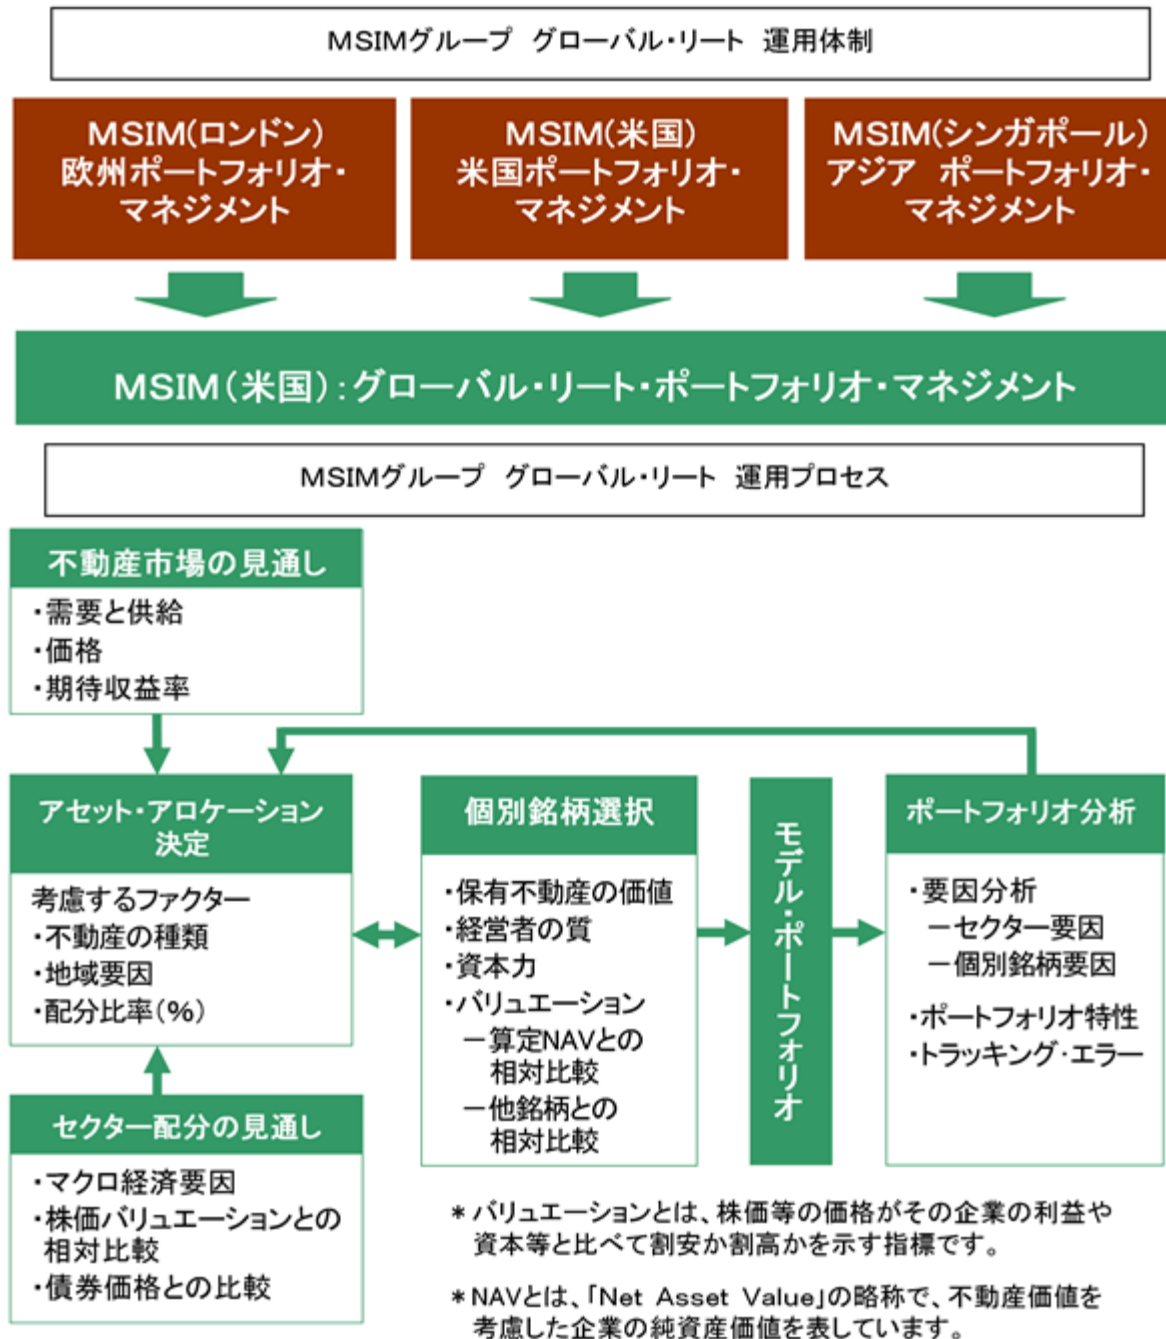 MSIMグループ　グローバル・リート　運用体制
MSIM(ロンドン)
欧州ポートフォリオ・
マネジメント
MSIM(米国)
米国ポートフォリオ・
マネジメント
MSIM(シンガポール)
アジア　ポートフォリオ・
マネジメント
MSIM(米国):グローバル・リート・ポートフォリオ・マネジメント
MSIMグループ　グローバル・リート　運用プロセス
不動産市場の見通し
・需要と供給
・価格
・期待収益率
アセット・アロケーション
決定
考慮するファクター
・不動産の種類
・地域要因
・配分比率(%)
セクター配分の見通し
・マクロ経済要因
・株価バリュエーションとの
相対比較
・債券価格との比較
個別銘柄選択
・保有不動産の価値
・経営者の質
・資本力
・バリュエーション
－算定NAVとの
相対比較
－他銘柄との
相対比較
モデル・ポートフォリオ
ポートフォリオ分析
・要因分析
－セクター要因
－個別銘柄要因
・ポートフォリオ特性
・トラッキング・エラー
＊バリュエーションとは、株価等の価格がその企業の利益や
資本等と比べて割安か割高かを示す指標です。
＊NAVとは、「Net Asset Value」の略称で、不動産価値を
考慮した企業の純資産価値を表しています。